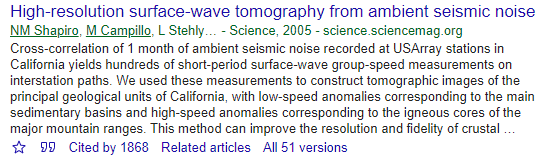 High-resolution surface-wave tomography from ambient seismic noise
NM Shapiro, M Campillo, L Stehly... - Science, 2005 - science.sciencemag.org
Cross-correlation of 1 month of ambient seismic noise recorded at USArray stations in
California yields hundreds of short-period surface-wave group-speed measurements on
interstation paths. We used these measurements to construct tomographic images of the
principal geological units of California, with low-speed anomalies corresponding to the main
sedimentary basins and high-speed anomalies corresponding to the igneous cores of the
major mountain ranges. This method can improve the resolution and fidelity of crustal ...
Cited by 1868 Related articles All 51 versions